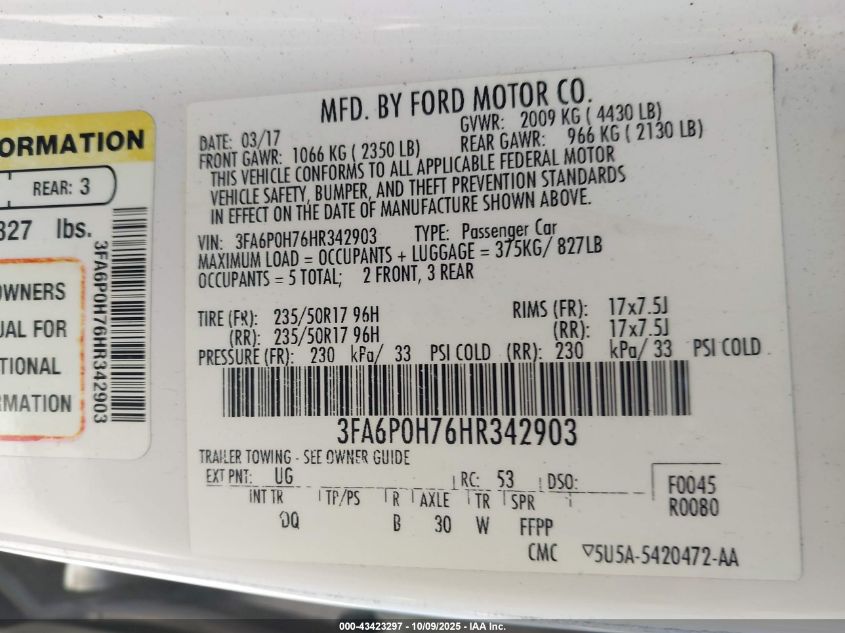 ORMATION
REAR: 3
827 lbs.
OWNERS
UAL FOR
TIONAL
RMATION
3FA6P0H76HR342903
MFD. BY FORD MOTOR CO.
DATE: 03/17 GVWR: 2009 KG ( 4430 LB)
FRONT GAWR: 1066 KG ( 2350 LB) REAR GAWR: 966 KG ( 2130 LB)
THIS VEHICLE CONFORMS TO ALL APPLICABLE FEDERAL MOTOR
VEHICLE SAFETY, BUMPER, AND THEFT PREVENTION STANDARDS
IN EFFECT ON THE DATE OF MANUFACTURE SHOWN ABOVE.
VIN: 3FA6P0H76HR342903 TYPE: Passenger Car
MAXIMUM LOAD = OCCUPANTS + LUGGAGE = 375KG/ 827LB
OCCUPANTS = 5 TOTAL; 2 FRONT, 3 REAR
TIRE (FR): 235/50R17 96H RIMS (FR): 17x7.5J
(RR): 235/50R17 96H (RR): 17x7.5J
PRESSURE (FR): 230 kPa/ 33 PSI COLD (RR): 230 kPa/ 33 PSI COLD
3FA6P0H76HR342903
TRAILER TOWING - SEE OWNER GUIDE
EXT PNT: UG RC: 53 DSO: F0045
R0080
INT TR TP/PS R AXLE TR SPR
DQ B 30 W FFPP
CMC 5U5A-5420472-AA
000-43423297 - 10/09/2025 - IAA Inc.